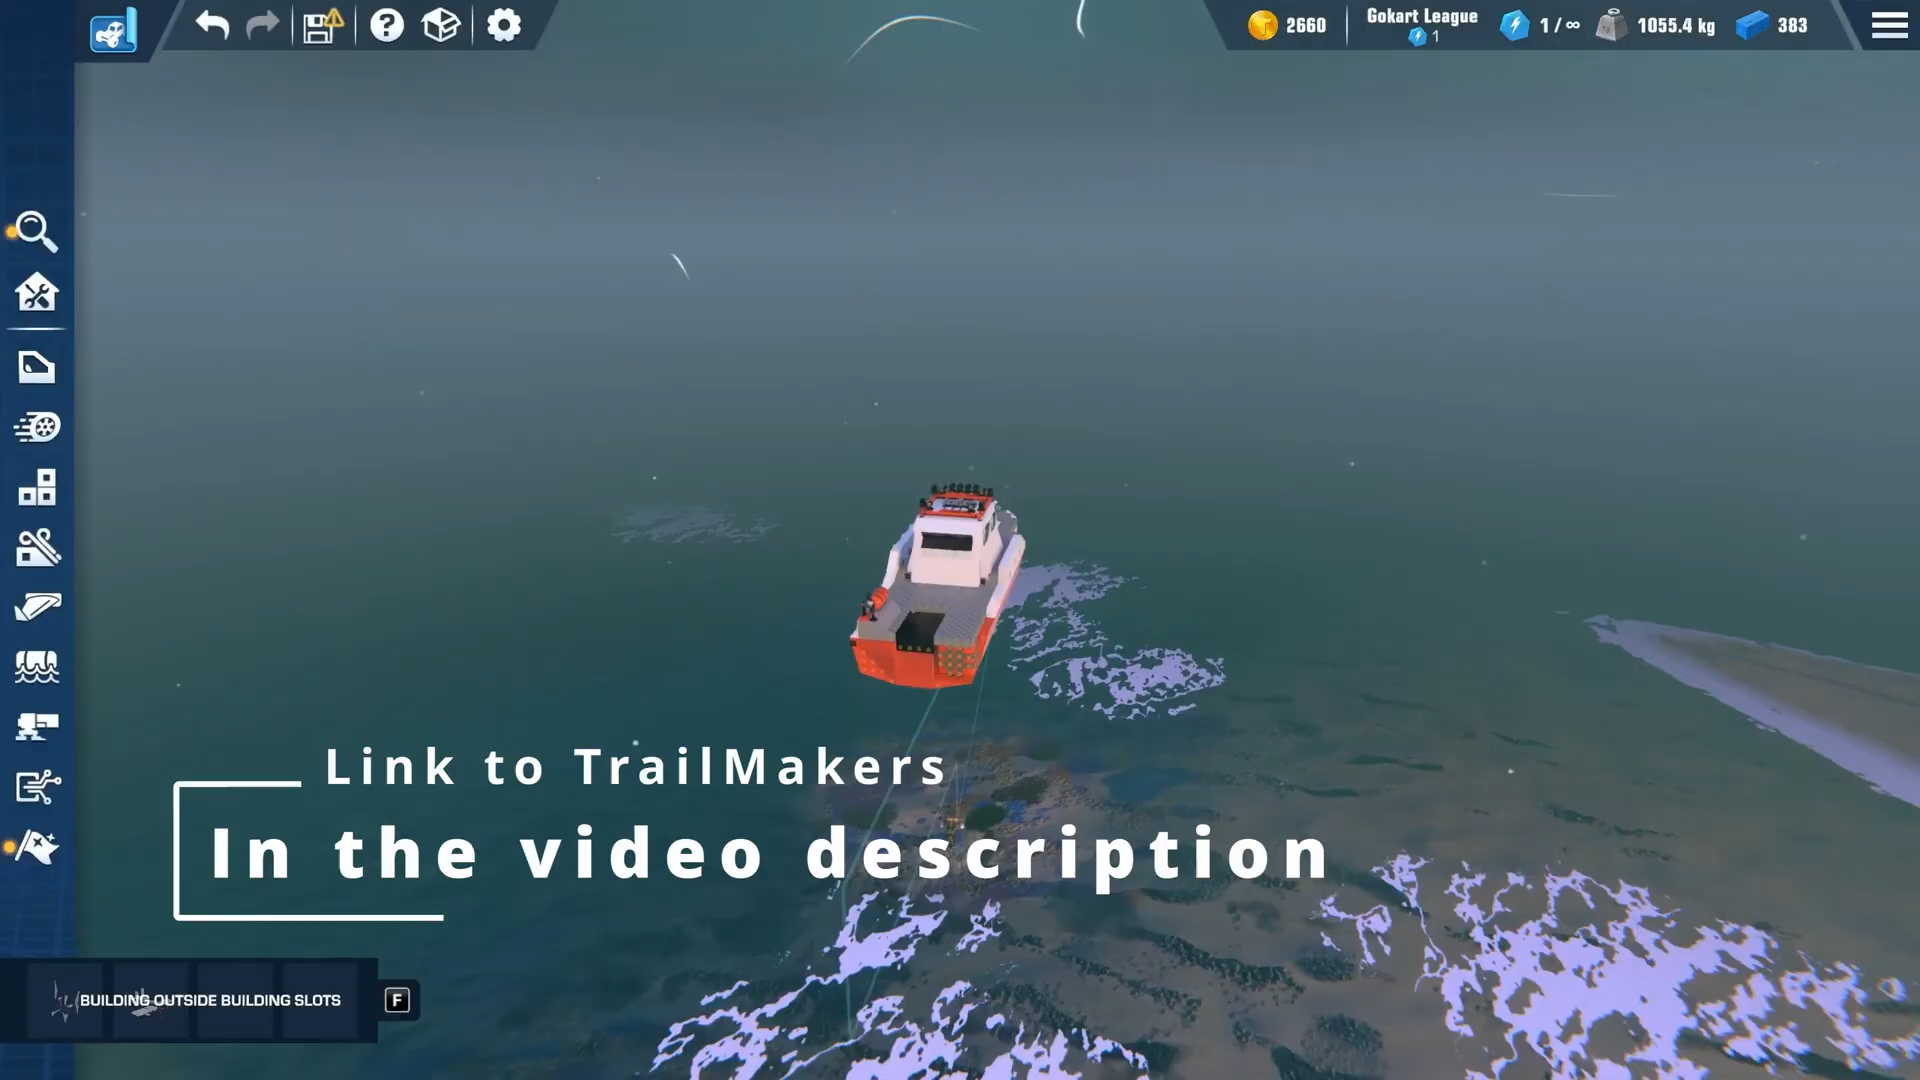 2660
Gokart League
1
1 / ∞
1055.4 kg
383
Link to TrailMakers
In the video description
BUILDING OUTSIDE BUILDING SLOTS
F